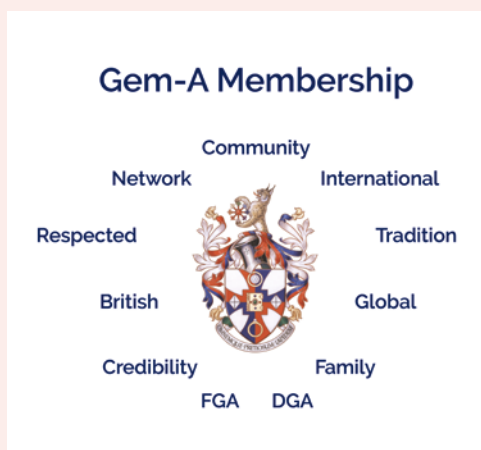 Gem-A Membership
Community
Network International
Respected Tradition
British Global
Credibility Family
FGA DGA